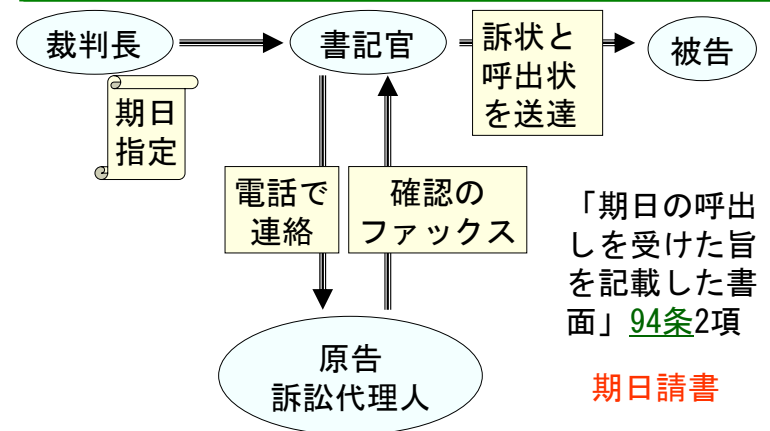 裁判長
書記官
訴状と
呼出状
を送達
被告
期日
指定
電話で
連絡
確認の
ファックス
「期日の呼出
しを受けた旨
を記載した書
面」94条2項
原告
訴訟代理人
期日請書